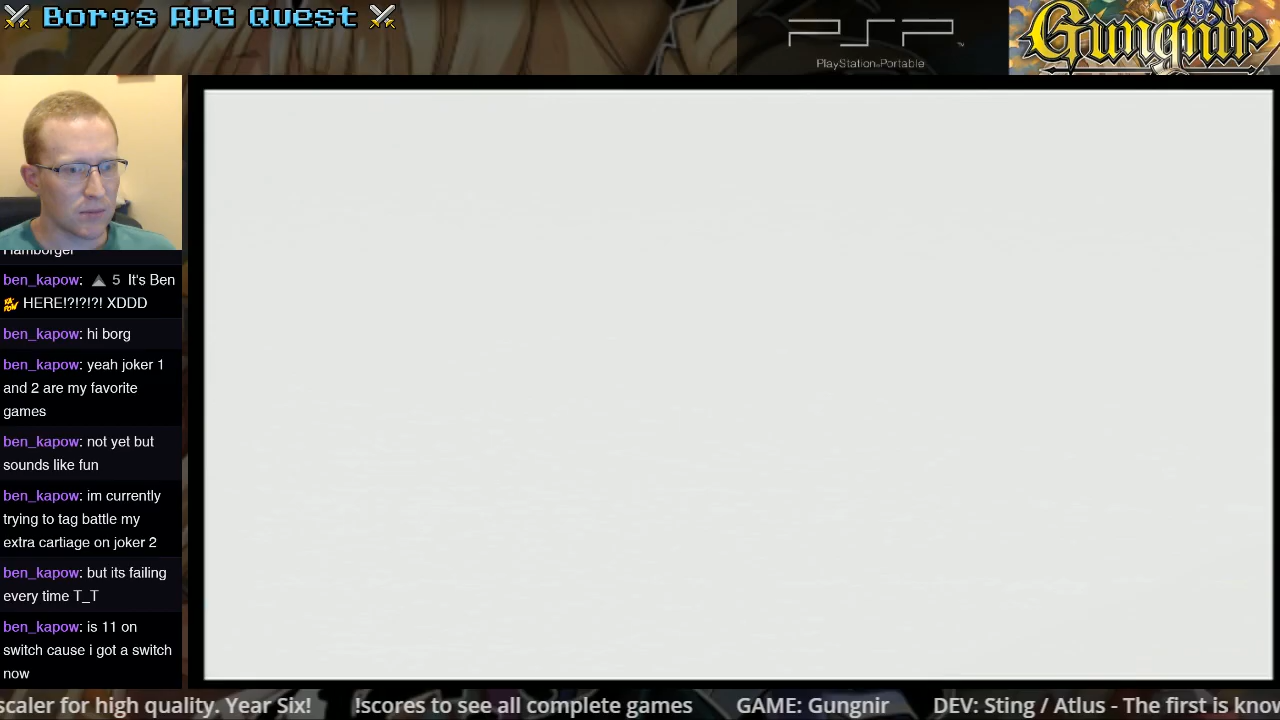 Borg's RPG Quest
PSP
PlayStation Portable
Gungnir
Hamborger
ben_kapow: 5 It's Ben
HERE!?!?!?! XDDD
ben_kapow: hi borg
ben_kapow: yeah joker 1
and 2 are my favorite
games
ben_kapow: not yet but
sounds like fun
ben_kapow: im currently
trying to tag battle my
extra cartiage on joker 2
ben_kapow: but its failing
every time T_T
ben_kapow: is 11 on
switch cause i got a switch
now
scaler for high quality. Year Six! !scores to see all complete games GAME: Gungnir DEV: Sting / Atlus - The first is know